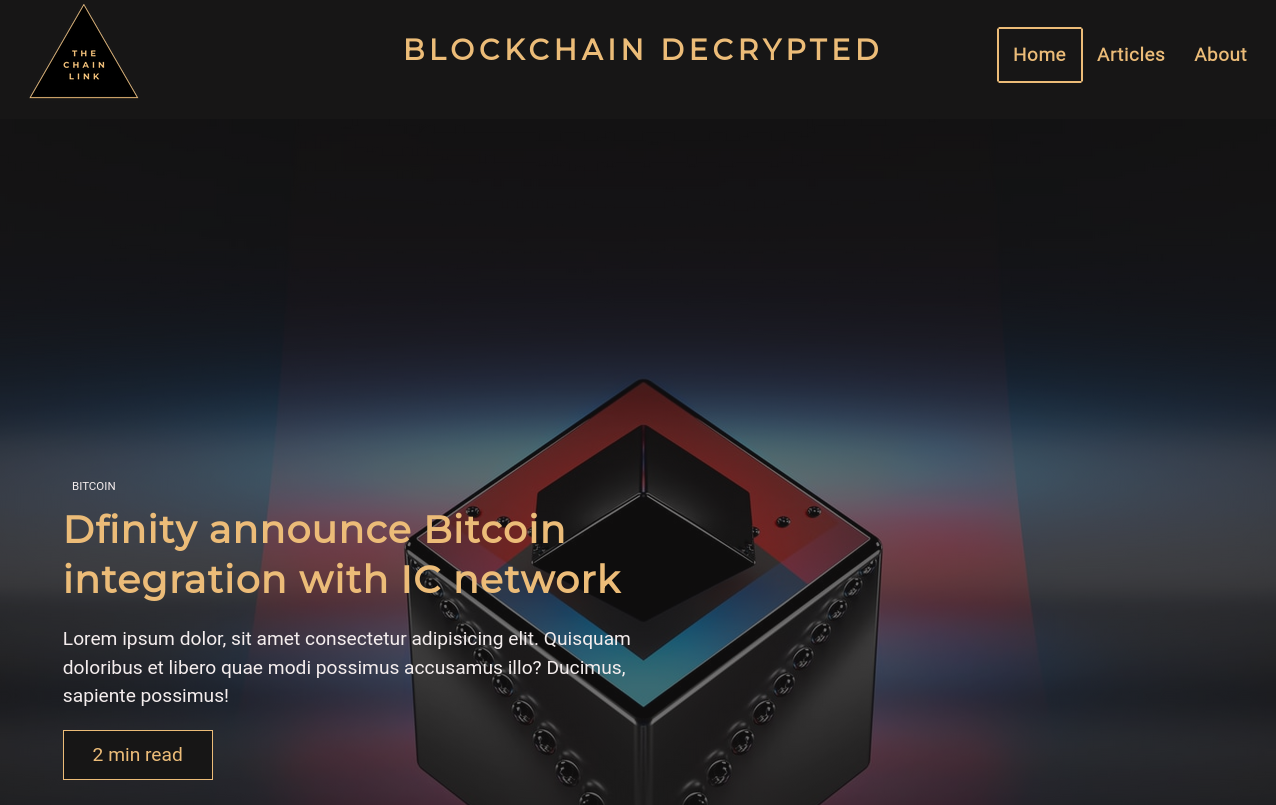 THE
CHAIN
LINK
BLOCKCHAIN DECRYPTED
Home
Articles
About
BITCOIN
Dfinity announce Bitcoin
integration with IC network
Lorem ipsum dolor, sit amet consectetur adipisicing elit. Quisquam
doloribus et libero quae modi possimus accusamus illo? Ducimus,
sapiente possimus!
2 min read